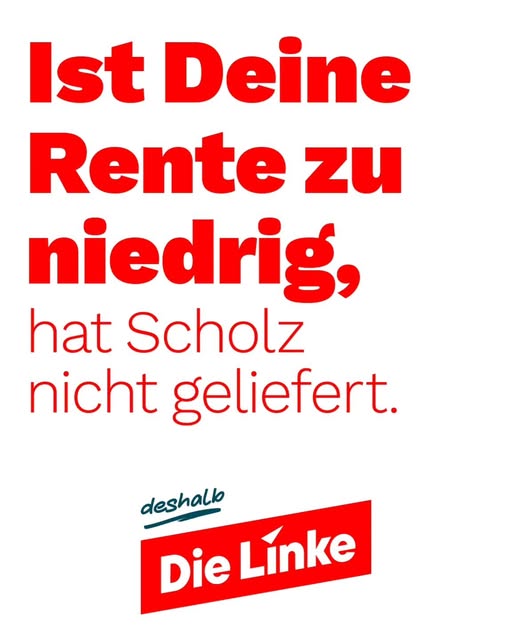 Ist Deine
Rente zu
niedrig,
hat Scholz
nicht geliefert.
deshalb
Die Linke